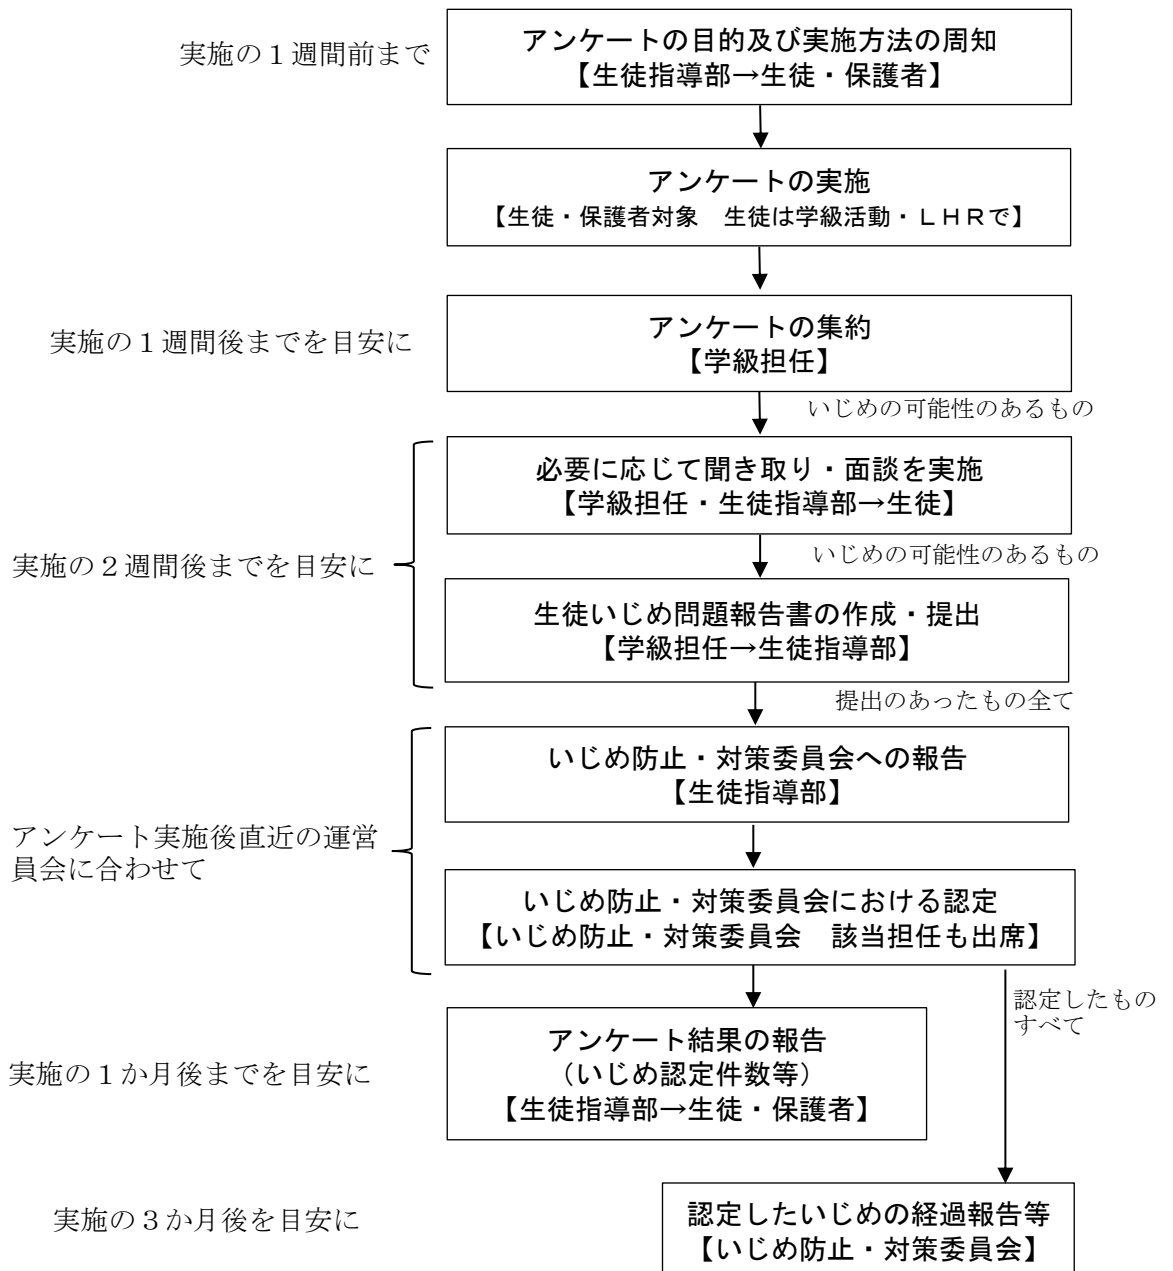 実施の１週間前まで
アンケートの目的及び実施方法の周知
【生徒指導部→生徒・保護者】
アンケートの実施
【生徒・保護者対象　生徒は学級活動・ＬＨＲで】
実施の１週間後までを目安に
アンケートの集約
【学級担任】
いじめの可能性のあるもの
必要に応じて聞き取り・面談を実施
【学級担任・生徒指導部→生徒】
実施の２週間後までを目安に
いじめの可能性のあるもの
生徒いじめ問題報告書の作成・提出
【学級担任→生徒指導部】
提出のあったもの全て
いじめ防止・対策委員会への報告
【生徒指導部】
アンケート実施後直近の運営
員会に合わせて
いじめ防止・対策委員会における認定
【いじめ防止・対策委員会　該当担任も出席】
認定したもの
すべて
実施の１か月後までを目安に
アンケート結果の報告
（いじめ認定件数等）
【生徒指導部→生徒・保護者】
実施の３か月後を目安に
認定したいじめの経過報告等
【いじめ防止・対策委員会】